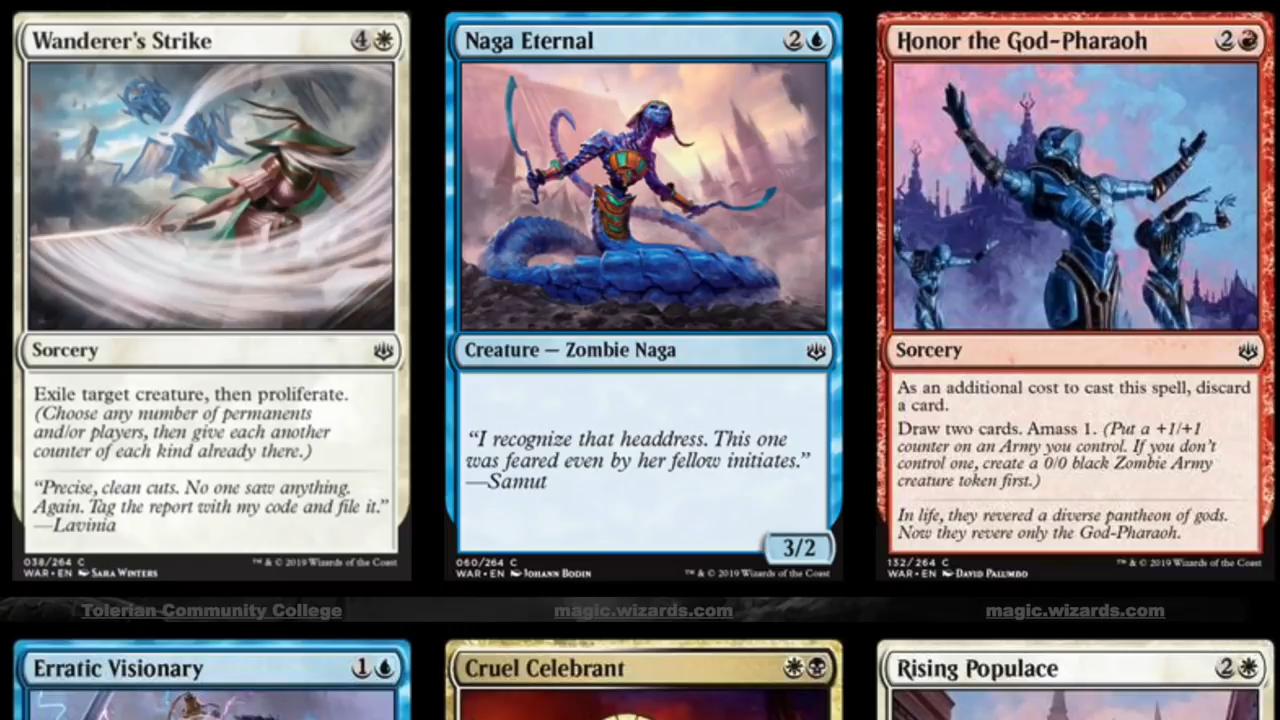 Wanderer's Strike 4
Sorcery
Exile target creature, then proliferate.
(Choose any number of permanents
and/or players, then give each another
counter of each kind already there.)
“Precise, clean cuts. No one saw anything.
Again. Tag the report with my code and file it.”
—Lavinia
038/264 C
WAR • EN Sara Winters ™ & © 2019 Wizards of the Coast
Tolerian Community College
Naga Eternal 2
Creature — Zombie Naga
“I recognize that headdress. This one
was feared even by her fellow initiates.”
—Samut
3/2
060/264 C
WAR • EN Johann Bodin ™ & © 2019 Wizards of the Coast
magic.wizards.com
Honor the God-Pharaoh 2
Sorcery
As an additional cost to cast this spell, discard
a card.
Draw two cards. Amass 1. (Put a +1/+1
counter on an Army you control. If you don't
control one, create a 0/0 black Zombie Army
creature token first.)
In life, they revered a diverse pantheon of gods.
Now they revere only the God-Pharaoh.
132/264 C
WAR • EN David Palumbo ™ & © 2019 Wizards of the Coast
magic.wizards.com
Erratic Visionary 1
Cruel Celebrant
Rising Populace 2